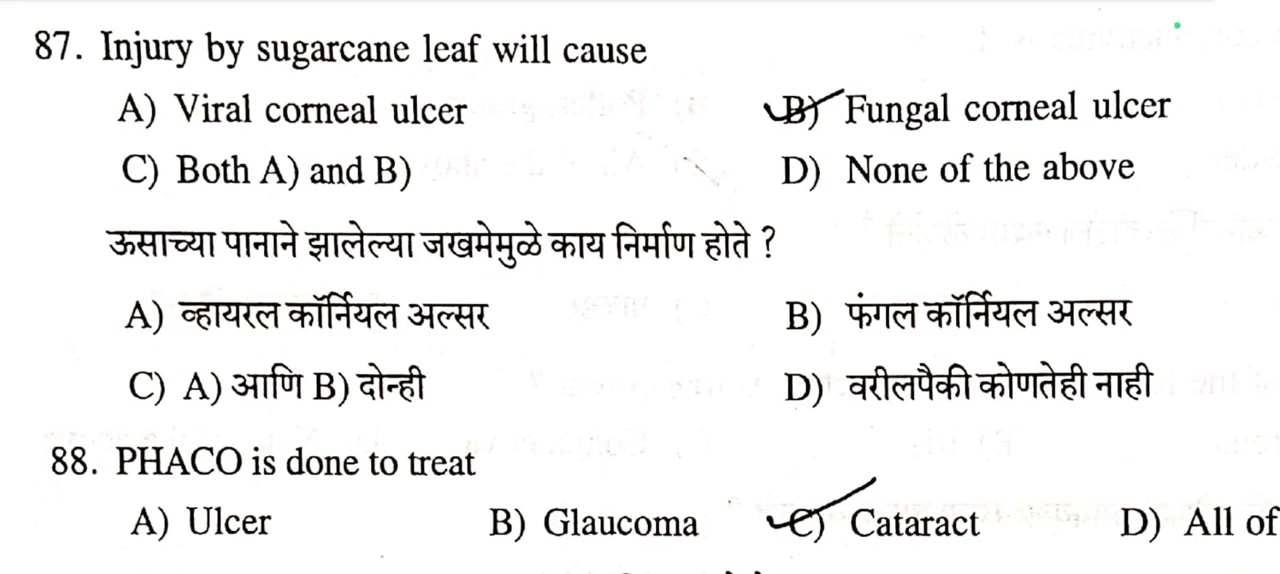 87. Injury by sugarcane leaf will cause
A) Viral corneal ulcer B) Fungal corneal ulcer
C) Both A) and B) D) None of the above
ऊसाच्या पानाने झालेल्या जखमेमुळे काय निर्माण होते ?
A) व्हायरल कॉर्नियल अल्सर B) फंगल कॉर्नियल अल्सर
C) A) आणि B) दोन्ही D) वरीलपैकी कोणतेही नाही
88. PHACO is done to treat
A) Ulcer B) Glaucoma C) Cataract D) All of